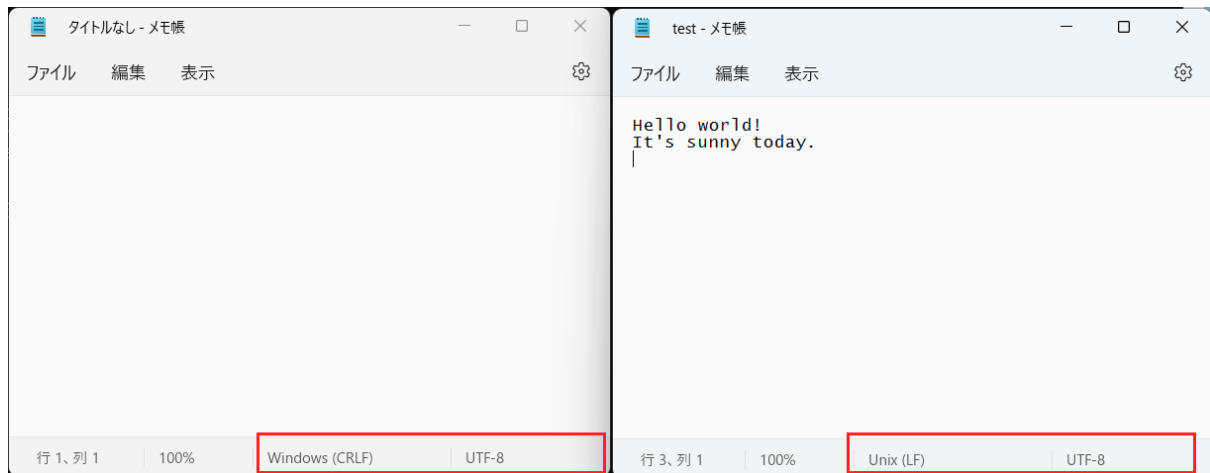 タイトルなし - メモ帳
ファイル 編集 表示
行 1、列 1 100% Windows (CRLF) UTF-8
test - メモ帳
ファイル 編集 表示
Hello world!
It's sunny today.
行 3、列 1 100% Unix (LF) UTF-8